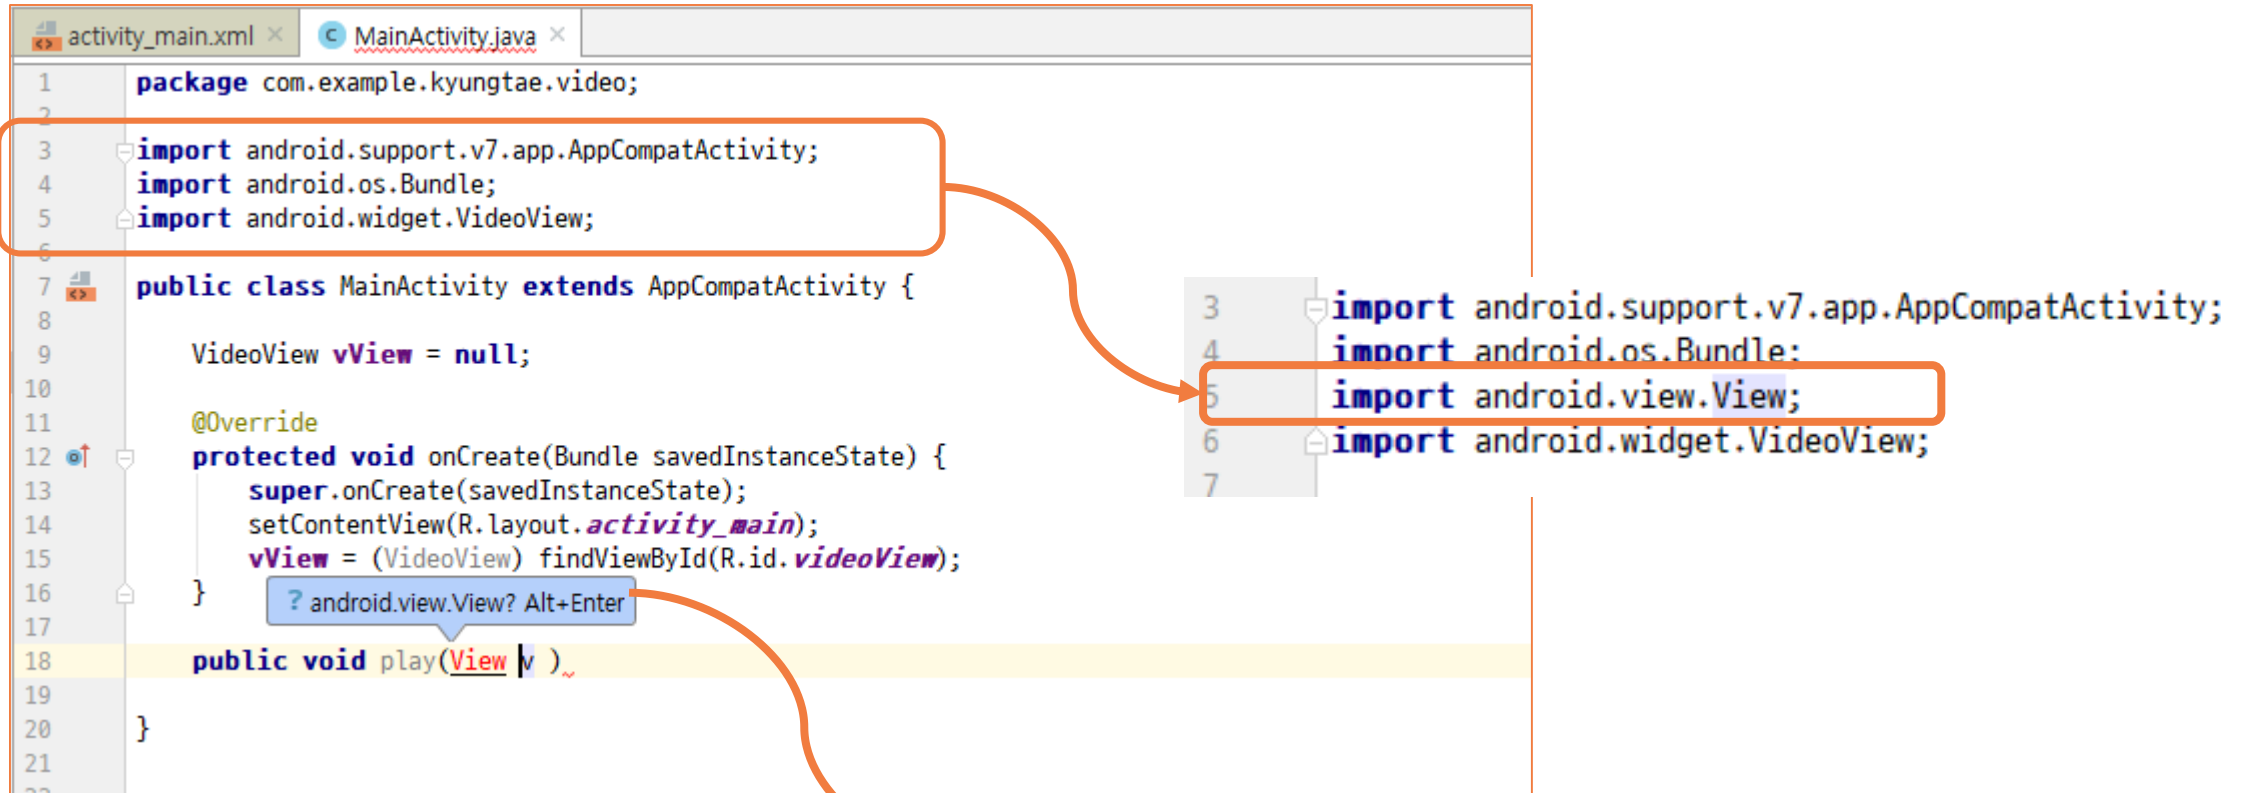 activity_main.xml × MainActivity.java ×
1 package com.example.kyungtae.video;
2
3 import android.support.v7.app.AppCompatActivity;
4 import android.os.Bundle;
5 import android.widget.VideoView;
6
7 public class MainActivity extends AppCompatActivity {
8
9 VideoView vView = null;
10
11 @Override
12 protected void onCreate(Bundle savedInstanceState) {
13 super.onCreate(savedInstanceState);
14 setContentView(R.layout.activity_main);
15 vView = (VideoView) findViewById(R.id.videoView);
16 }
? android.view.View? Alt+Enter
17
18 public void play(View v )
19
20 }
21
3 import android.support.v7.app.AppCompatActivity;
4 import android.os.Bundle;
5 import android.view.View;
6 import android.widget.VideoView;
7